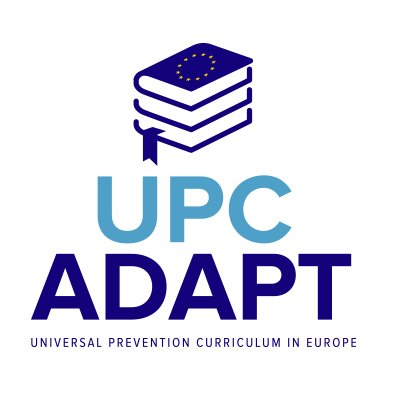 UPC
ADAPT
UNIVERSAL PREVENTION CURRICULUM IN EUROPE